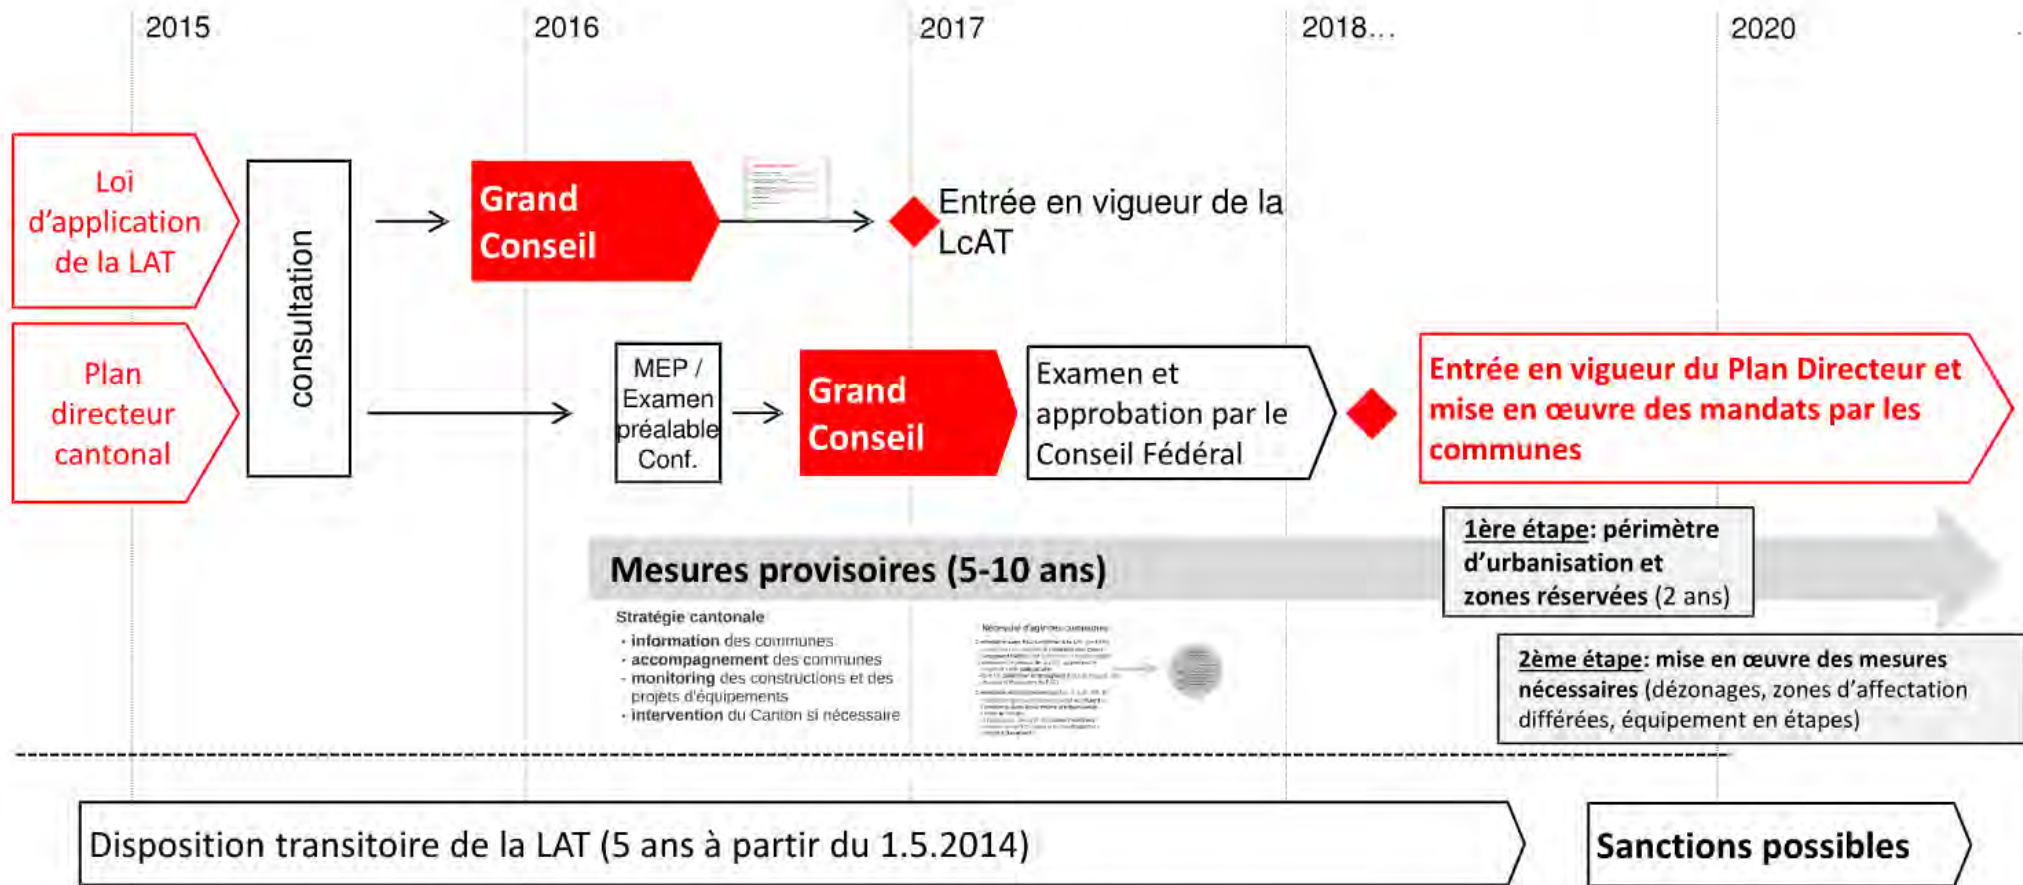 2015
2016
2017
2018...
2020
Loi
d'application
de la LAT
consultation
Grand
Conseil
Entrée en vigueur de la
LcAT
Plan
directeur
cantonal
MEP /
Examen
préalable
Conf.
Grand
Conseil
Examen et
approbation par le
Conseil Fédéral
Entrée en vigueur du Plan Directeur et
mise en œuvre des mandats par les
communes
Mesures provisoires (5-10 ans)
1ère étape: périmètre
d'urbanisation et
zones réservées (2 ans)
Stratégie cantonale
- information des communes
- accompagnement des communes
- monitoring des constructions et des
projets d'équipements
- intervention du Canton si nécessaire
2ème étape: mise en œuvre des mesures
nécessaires (dézonages, zones d'affectation
différées, équipement en étapes)
Disposition transitoire de la LAT (5 ans à partir du 1.5.2014)
Sanctions possibles